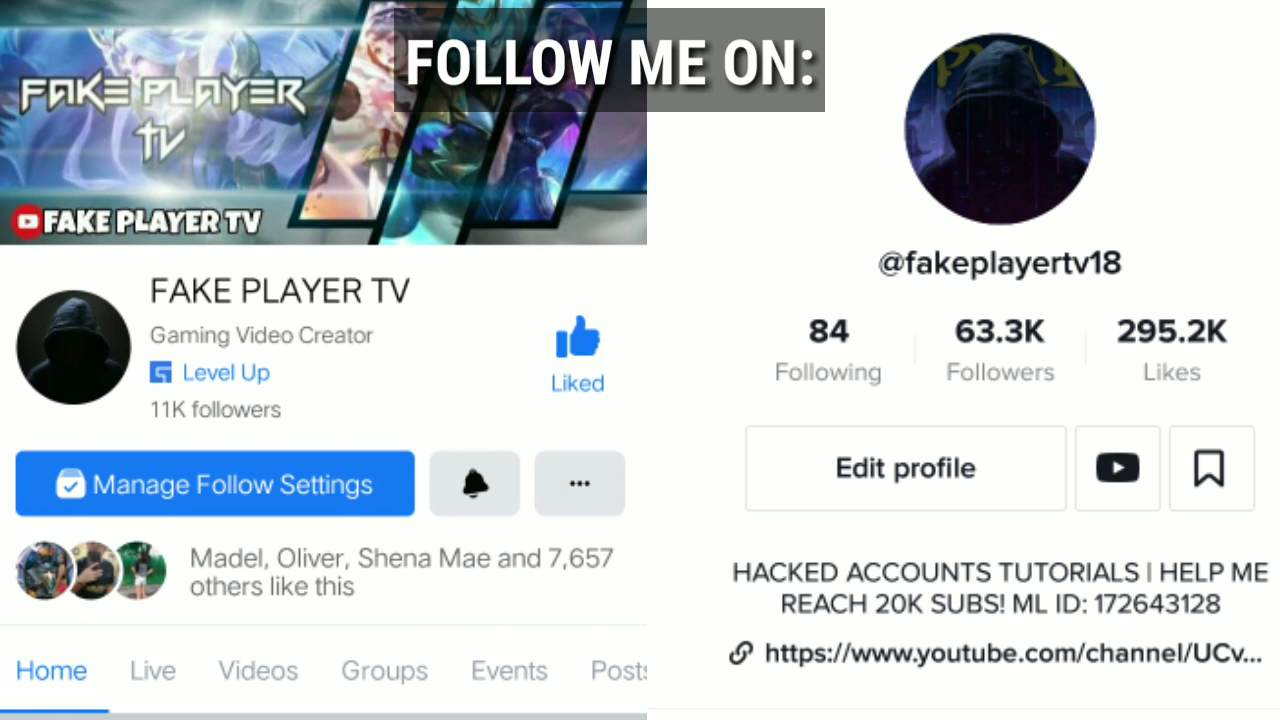 FOLLOW ME ON:
FAKE PLAYER
TV
FAKE PLAYER TV
FAKE PLAYER TV
Gaming Video Creator
Level Up
11K followers
Liked
Manage Follow Settings
Madel, Oliver, Shena Mae and 7,657
others like this
Home Live Videos Groups Events Posts
@fakeplayertv18
84 63.3K 295.2K
Following Followers Likes
Edit profile
HACKED ACCOUNTS TUTORIALS | HELP ME
REACH 20K SUBS! ML ID: 172643128
https://www.youtube.com/channel/UCv...